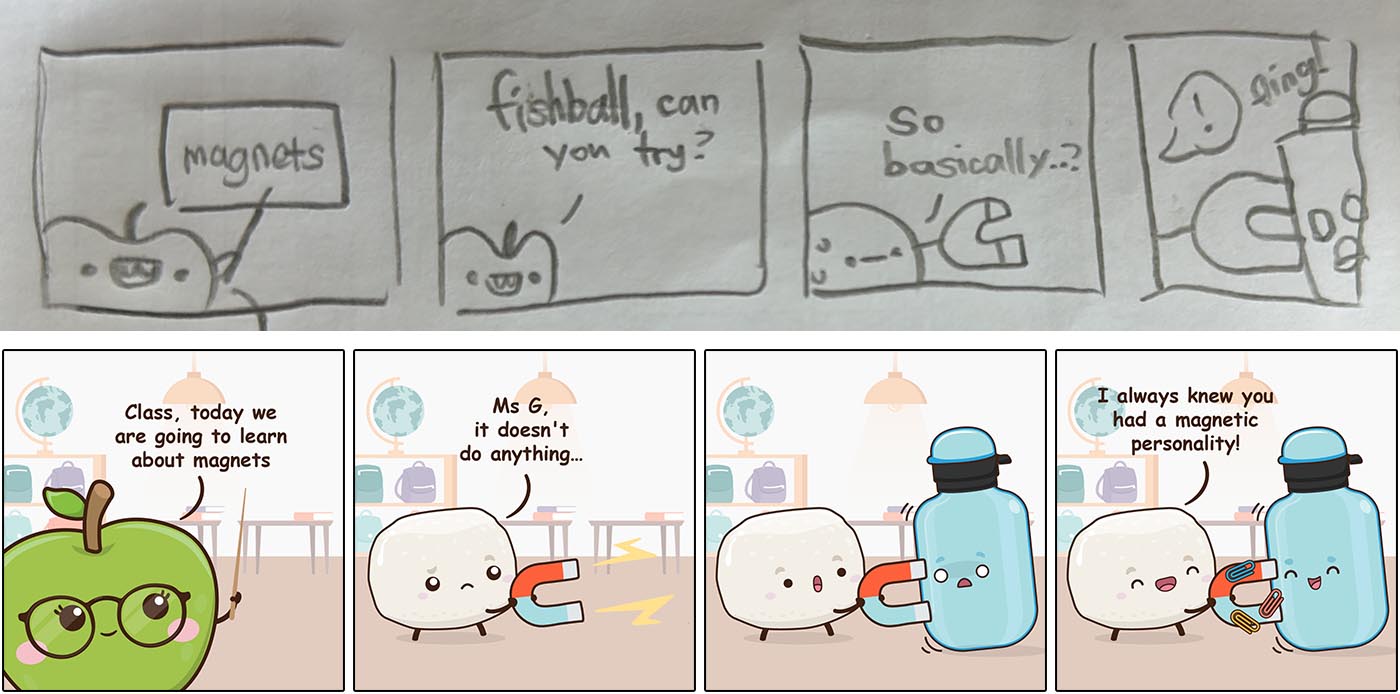 magnets
fishball, can
you try?
So
basically..?
!
ging!
Class, today we
are going to learn
about magnets
Ms G,
it doesn't
do anything...
I always knew you
had a magnetic
personality!